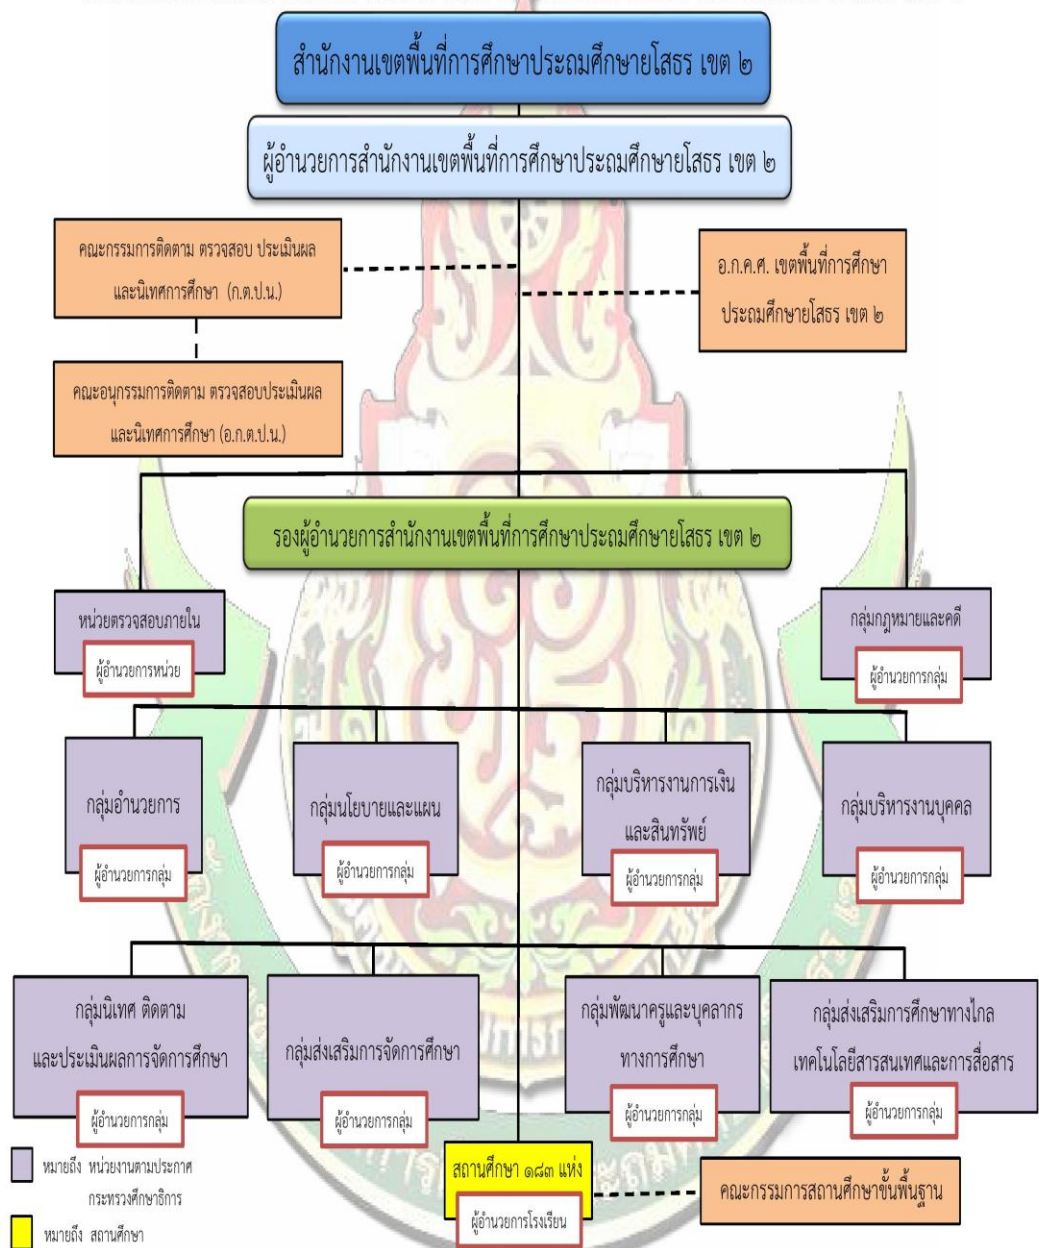 สำนักงานเขตพื้นที่การศึกษาประถมศึกษายโสธร เขต ๒
ผู้อำนวยการสำนักงานเขตพื้นที่การศึกษาประถมศึกษายโสธร เขต ๒
คณะกรรมการติดตาม ตรวจสอบ ประเมินผล
และนิเทศการศึกษา (ก.ต.ป.น.)
อ.ก.ค.ศ. เขตพื้นที่การศึกษา
ประถมศึกษายโสธร เขต ๒
คณะอนุกรรมการติดตาม ตรวจสอบประเมินผล
และนิเทศการศึกษา (อ.ก.ต.ป.น.)
รองผู้อำนวยการสำนักงานเขตพื้นที่การศึกษาประถมศึกษายโสธร เขต ๒
หน่วยตรวจสอบภายใน
ผู้อำนวยการหน่วย
กลุ่มกฎหมายและคดี
ผู้อำนวยการกลุ่ม
กลุ่มอำนวยการ
ผู้อำนวยการกลุ่ม
กลุ่มนโยบายและแผน
ผู้อำนวยการกลุ่ม
กลุ่มบริหารงานการเงิน
และสินทรัพย์
ผู้อำนวยการกลุ่ม
กลุ่มบริหารงานบุคคล
ผู้อำนวยการกลุ่ม
กลุ่มนิเทศ ติดตาม
และประเมินผลการจัดการศึกษา
ผู้อำนวยการกลุ่ม
กลุ่มส่งเสริมการจัดการศึกษา
ผู้อำนวยการกลุ่ม
กลุ่มพัฒนาครูและบุคลากร
ทางการศึกษา
ผู้อำนวยการกลุ่ม
กลุ่มส่งเสริมการศึกษาทางไกล
เทคโนโลยีสารสนเทศและการสื่อสาร
ผู้อำนวยการกลุ่ม
สถานศึกษา ๑๘๓ แห่ง
ผู้อำนวยการโรงเรียน
คณะกรรมการสถานศึกษาขั้นพื้นฐาน
หมายถึง หน่วยงานตามประกาศ
กระทรวงศึกษาธิการ
หมายถึง สถานศึกษา